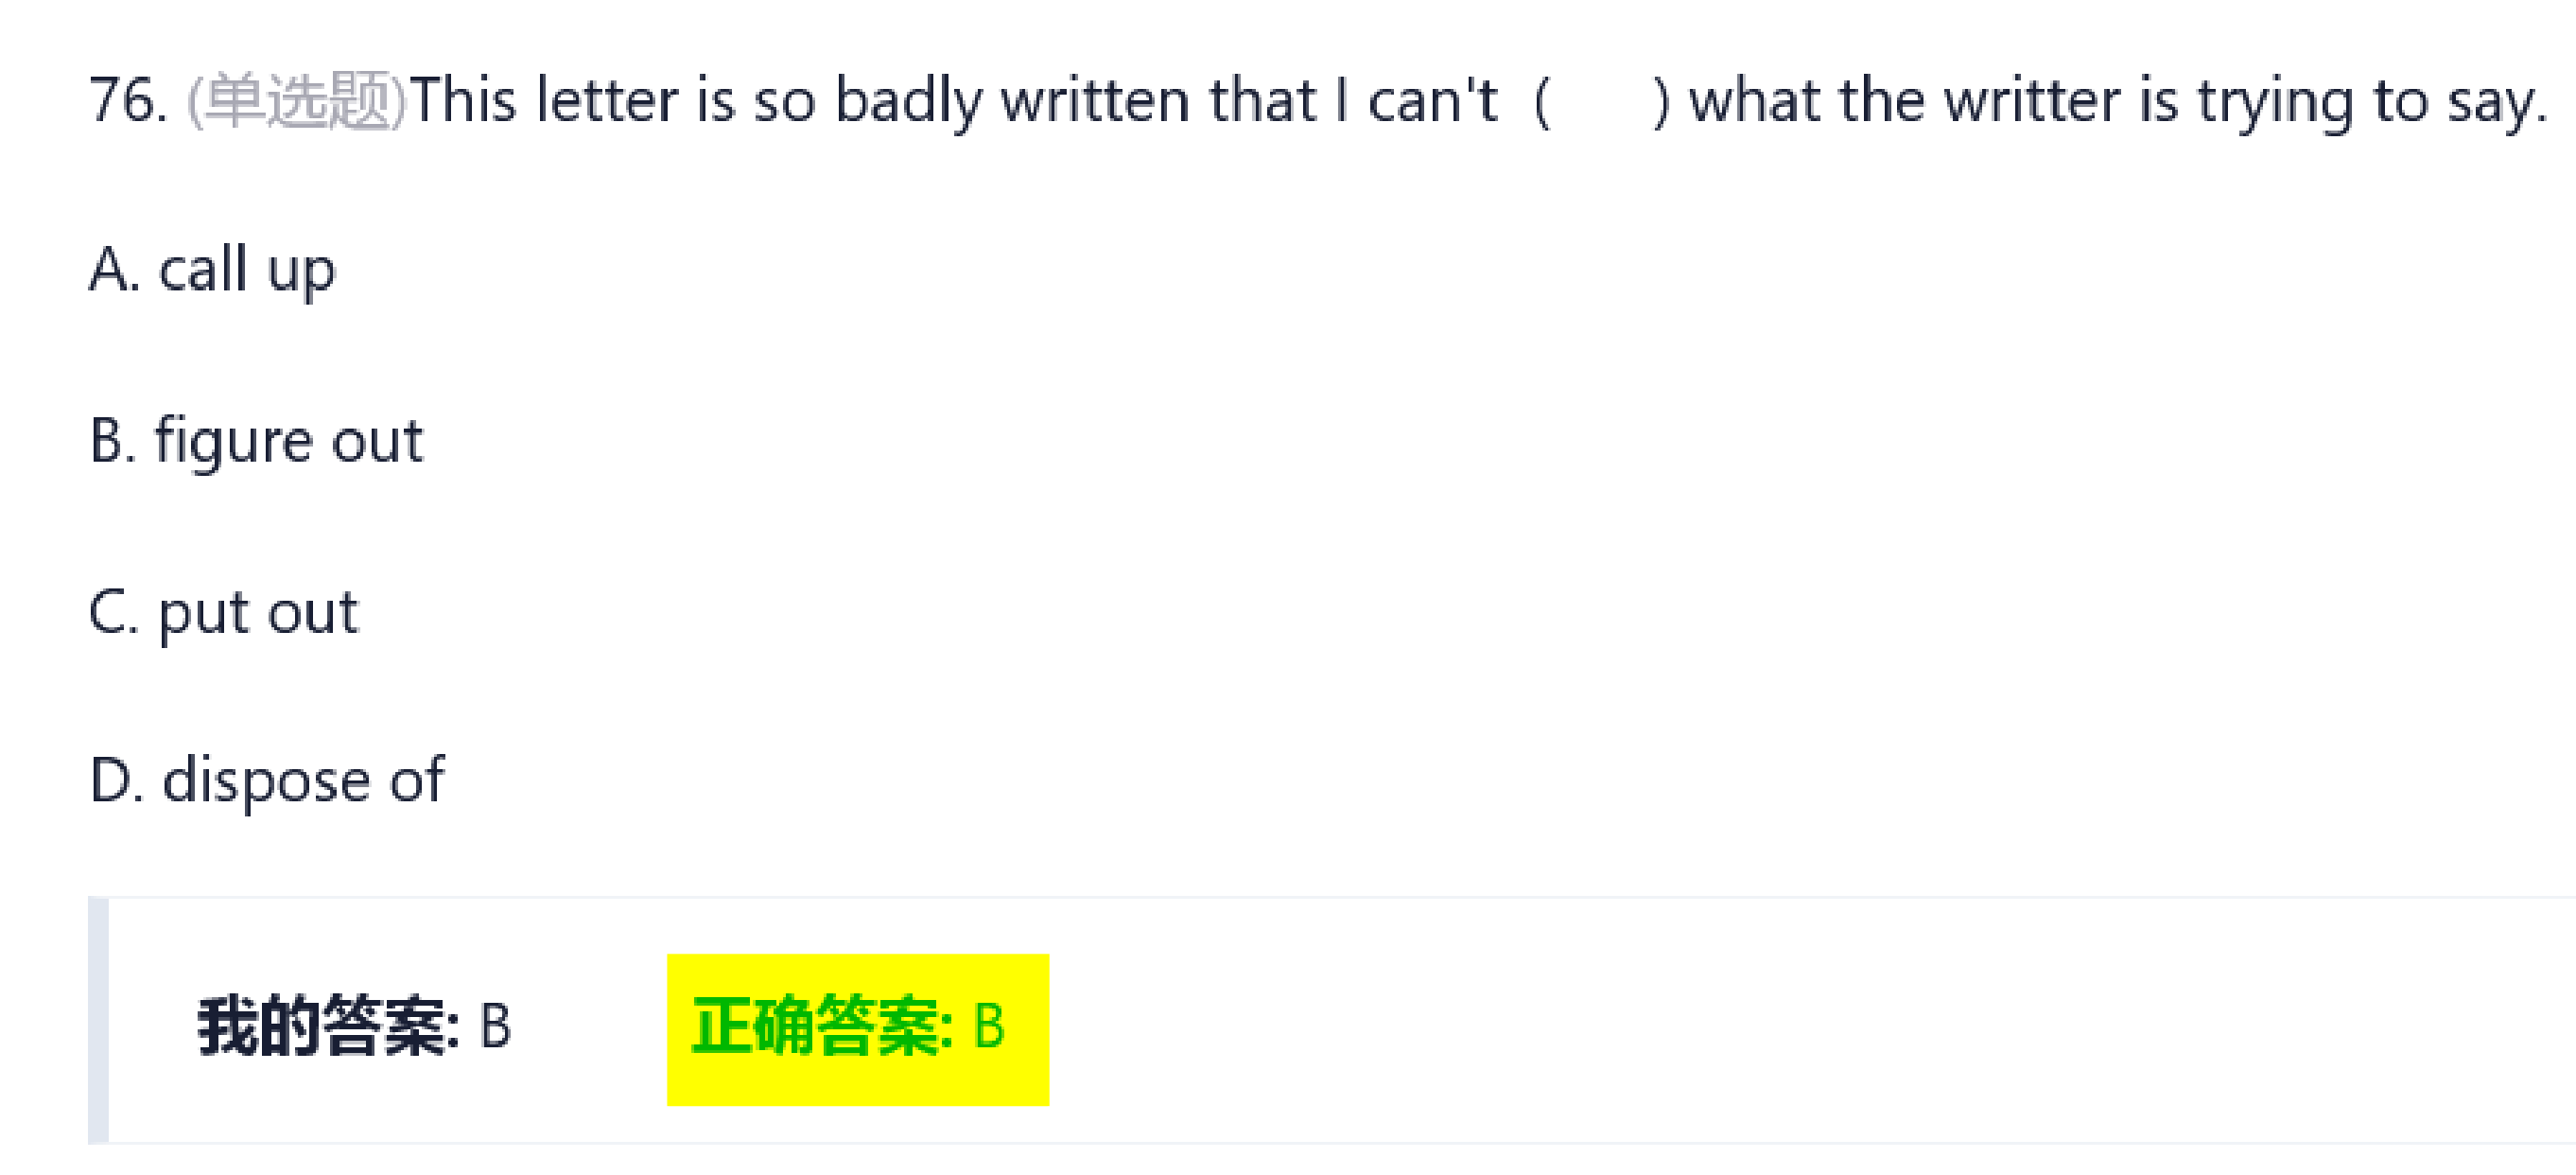 76. (单选题)This letter is so badly written that I can't ( ) what the writter is trying to say.
A. call up
B. figure out
C. put out
D. dispose of
我的答案: B 正确答案: B